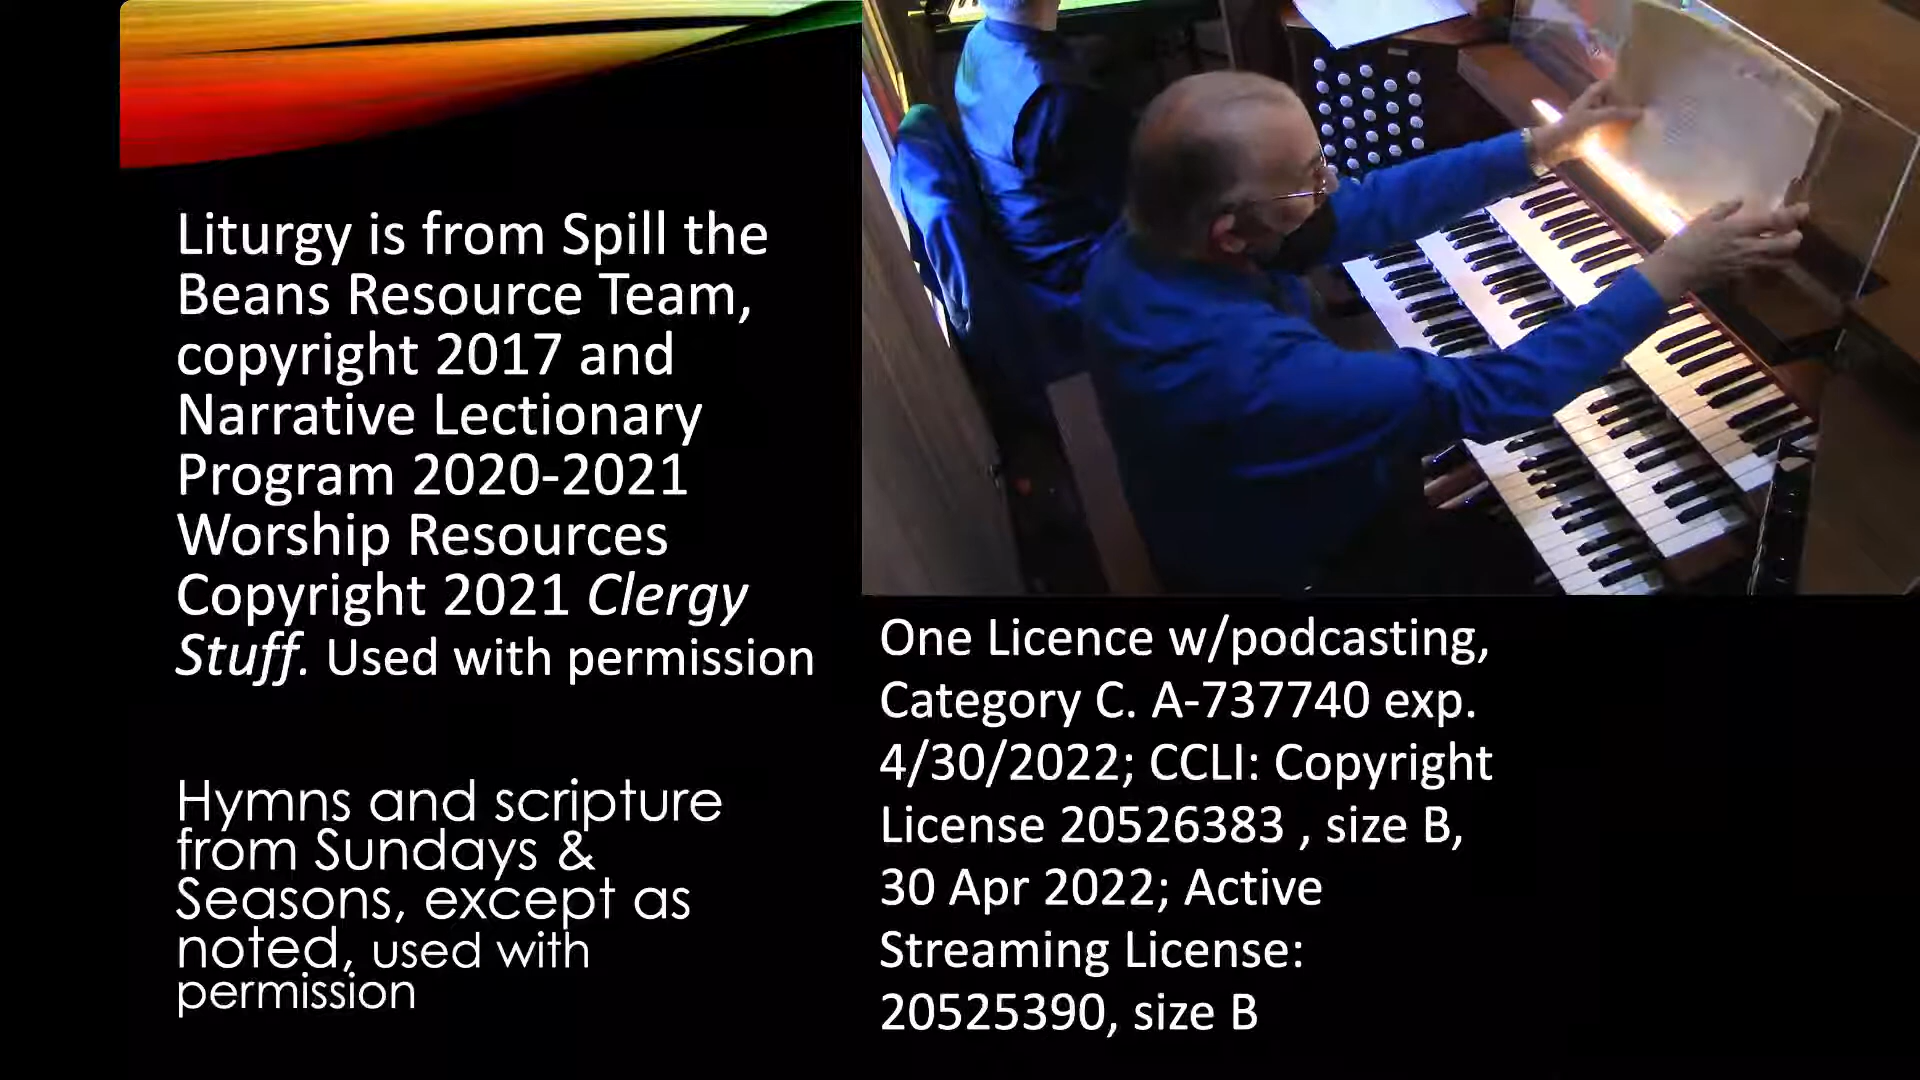 Liturgy is from Spill the
Beans Resource Team,
copyright 2017 and
Narrative Lectionary
Program 2020-2021
Worship Resources
Copyright 2021 Clergy
Stuff. Used with permission
Hymns and scripture
from Sundays &
Seasons, except as
noted, used with
permission
One Licence w/podcasting,
Category C. A-737740 exp.
4/30/2022; CCLI: Copyright
License 20526383 , size B,
30 Apr 2022; Active
Streaming License:
20525390, size B